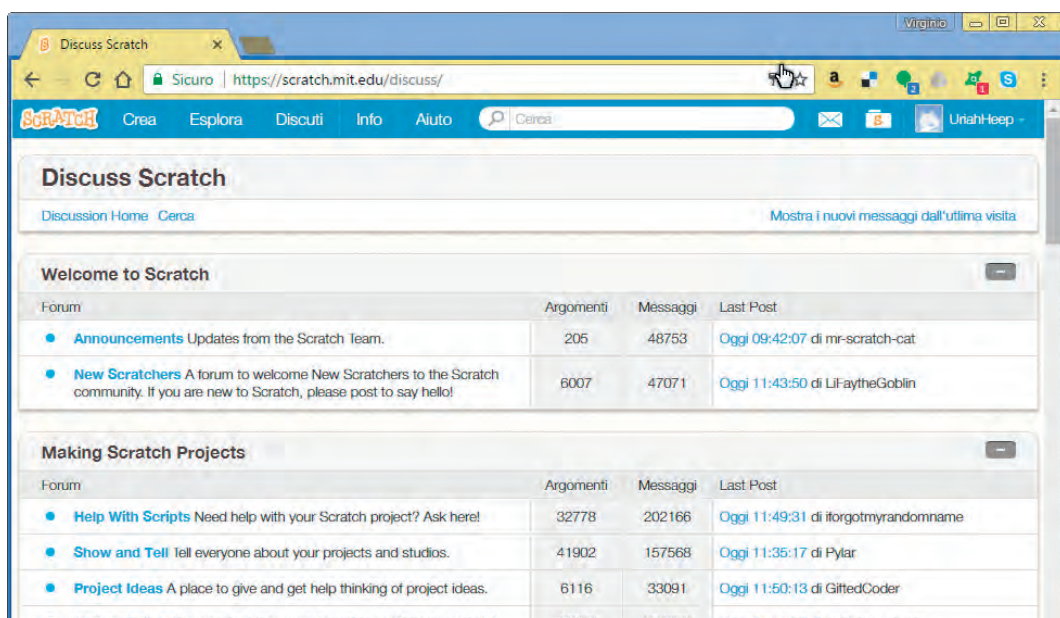 Virginio
Discuss Scratch
Sicuro | https://scratch.mit.edu/discuss/
SCRATCH Crea Esplora Discuti Info Aiuto Cerca UriahHeep
Discuss Scratch
Discussion Home Cerca Mostra i nuovi messaggi dall'utlima visita
Welcome to Scratch
Forum Argomenti Messaggi Last Post
Announcements Updates from the Scratch Team. 205 48753 Oggi 09:42:07 di mr-scratch-cat
New Scratchers A forum to welcome New Scratchers to the Scratch
community. If you are new to Scratch, please post to say hello! 6007 47071 Oggi 11:43:50 di LiFaytheGoblin
Making Scratch Projects
Forum Argomenti Messaggi Last Post
Help With Scripts Need help with your Scratch project? Ask here! 32778 202166 Oggi 11:49:31 di iforgotmyrandomname
Show and Tell Tell everyone about your projects and studios. 41902 157568 Oggi 11:35:17 di Pylar
Project Ideas A place to give and get help thinking of project ideas. 6116 33091 Oggi 11:50:13 di GiftedCoder